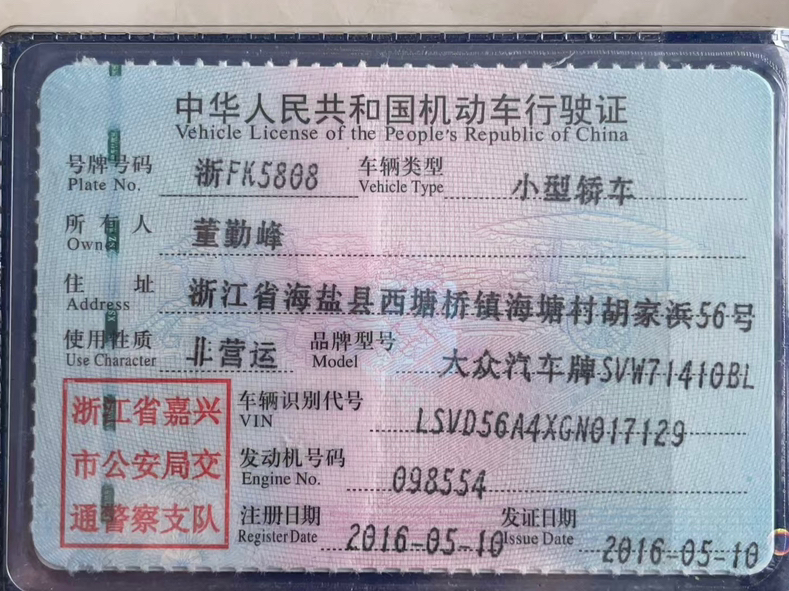 中华人民共和国机动车行驶证
Vehicle License of the People's Republic of China
号牌号码 浙FK5808 车辆类型 小型轿车
Plate No. Vehicle Type
所有人 董勤峰
Owner
住址 浙江省海盐县西塘桥镇海塘村胡家浜56号
Address
使用性质 非营运 品牌型号 大众汽车牌SVW71410BL
Use Character Model
浙江省嘉兴
市公安局交
通警察支队
车辆识别代号 LSVD56A4XGN017129
VIN
发动机号码 098554
Engine No.
注册日期 2016-05-10 发证日期 2016-05-10
Register Date Issue Date